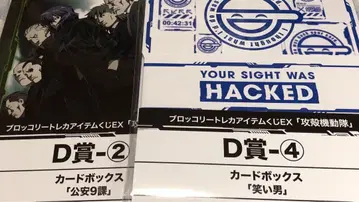 ブロッコリートレカアイテムくじEX「
D賞-②
カードボックス
「公安9課」
00:42:31
YOUR SIGHT WAS
HACKED
ブロッコリートレカアイテムくじEX「攻殻機動隊」
D賞-④
カードボックス
「笑い男」